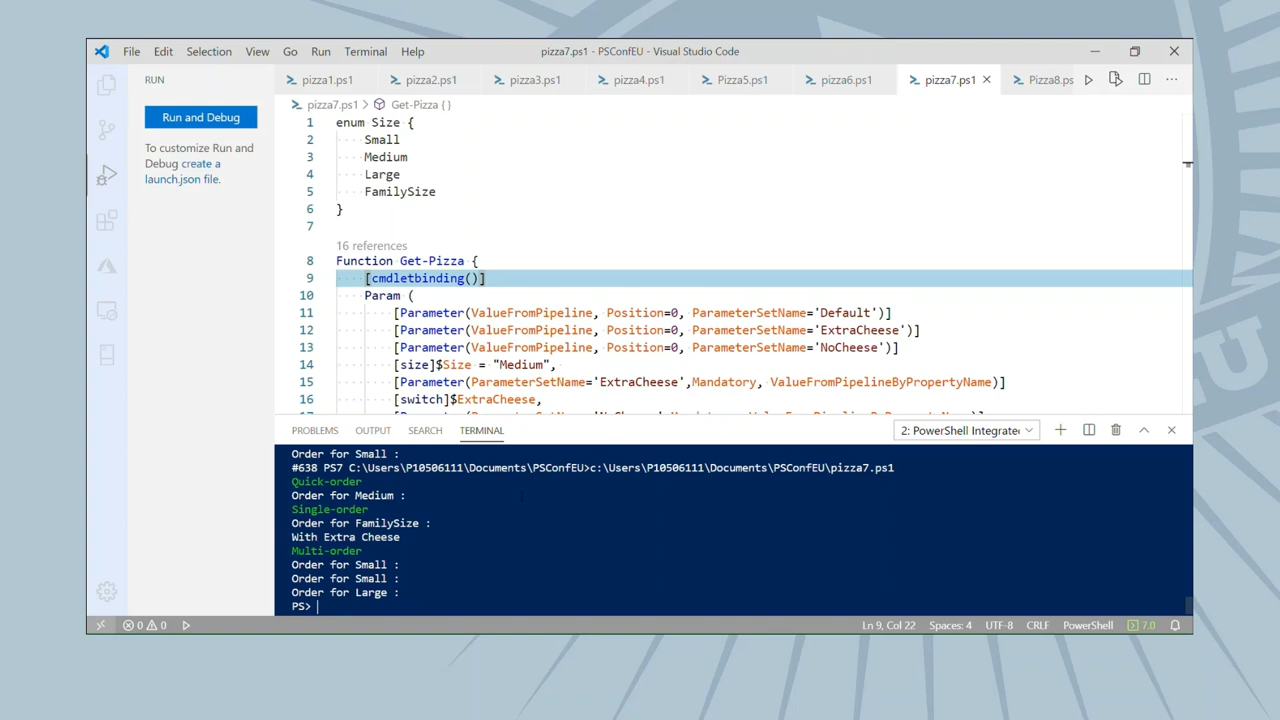 File Edit Selection View Go Run Terminal Help
pizza7.ps1 - PSConfEU - Visual Studio Code
RUN
pizza1.ps1 pizza2.ps1 pizza3.ps1 pizza4.ps1 Pizza5.ps1 pizza6.ps1 pizza7.ps1 Pizza8.ps
Run and Debug
To customize Run and
Debug create a
launch.json file.
pizza7.ps1 > Get-Pizza { }
1 enum Size {
2 Small
3 Medium
4 Large
5 FamilySize
6 }
7
16 references
8 Function Get-Pizza {
9 [cmdletbinding()]
10 Param (
11 [Parameter(ValueFromPipeline, Position=0, ParameterSetName='Default')]
12 [Parameter(ValueFromPipeline, Position=0, ParameterSetName='ExtraCheese')]
13 [Parameter(ValueFromPipeline, Position=0, ParameterSetName='NoCheese')]
14 [size]$Size = "Medium",
15 [Parameter(ParameterSetName='ExtraCheese',Mandatory, ValueFromPipelineByPropertyName)]
16 [switch]$ExtraCheese,
PROBLEMS OUTPUT SEARCH TERMINAL
2: PowerShell Integrate
Order for Small :
#638 PS7 C:\Users\P10506111\Documents\PSConfEU>c:\Users\P10506111\Documents\PSConfEU\pizza7.ps1
Quick-order
Order for Medium :
Single-order
Order for FamilySize :
With Extra Cheese
Multi-order
Order for Small :
Order for Small :
Order for Large :
PS>
0 0
Ln 9, Col 22 Spaces: 4 UTF-8 CRLF PowerShell 7.0